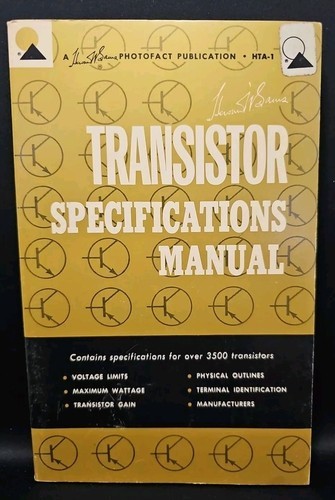 A Howard W. Sams PHOTOFACT PUBLICATION • HTA-1
Howard W. Sams
TRANSISTOR
SPECIFICATIONS
MANUAL
Contains specifications for over 3500 transistors
• VOLTAGE LIMITS
• MAXIMUM WATTAGE
• TRANSISTOR GAIN
• PHYSICAL OUTLINES
• TERMINAL IDENTIFICATION
• MANUFACTURERS